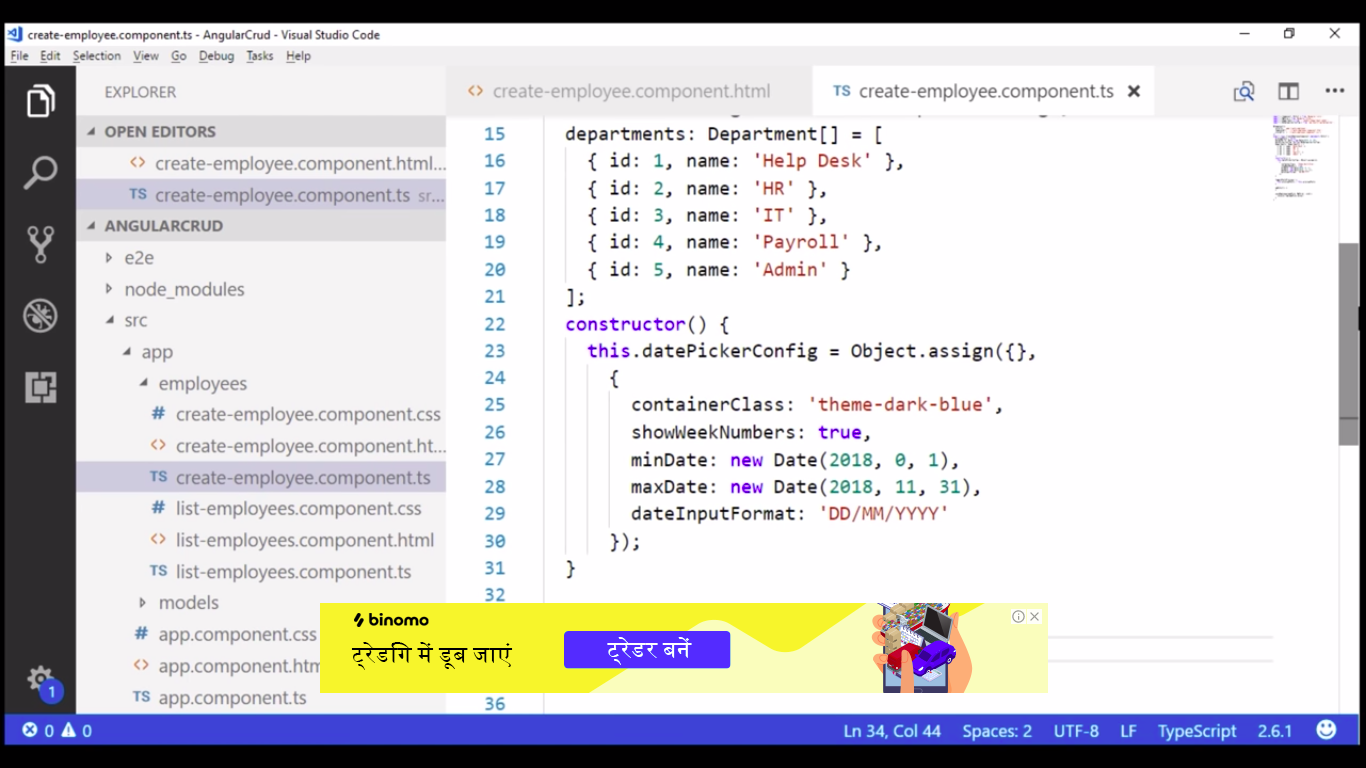 create-employee.component.ts - AngularCrud - Visual Studio Code
File Edit Selection View Go Debug Tasks Help
EXPLORER
OPEN EDITORS
create-employee.component.html...
create-employee.component.ts sr...
ANGULARCRUD
e2e
node_modules
src
app
employees
create-employee.component.css
create-employee.component.ht...
create-employee.component.ts
list-employees.component.css
list-employees.component.html
list-employees.component.ts
models
app.component.css
app.component.htm
app.component.ts
create-employee.component.html
TS create-employee.component.ts
15 departments: Department[] = [
16 { id: 1, name: 'Help Desk' },
17 { id: 2, name: 'HR' },
18 { id: 3, name: 'IT' },
19 { id: 4, name: 'Payroll' },
20 { id: 5, name: 'Admin' }
21 ];
22 constructor() {
23 this.datePickerConfig = Object.assign({},
24 {
25 containerClass: 'theme-dark-blue',
26 showWeekNumbers: true,
27 minDate: new Date(2018, 0, 1),
28 maxDate: new Date(2018, 11, 31),
29 dateInputFormat: 'DD/MM/YYYY'
30 });
31 }
32
36
binomo
ट्रेडगि में डूब जाएं
ट्रेडर बनें
1
0 0 Ln 34, Col 44 Spaces: 2 UTF-8 LF TypeScript 2.6.1